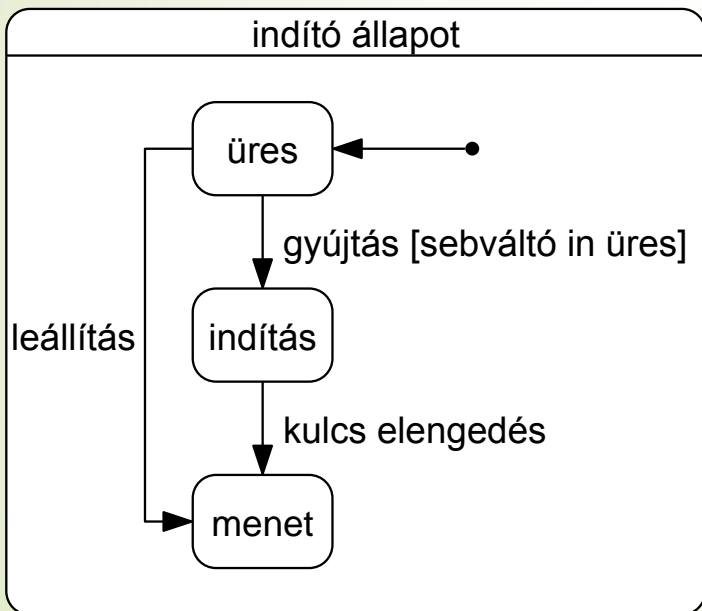 indító állapot
üres
gyújtás [sebváltó in üres]
leállítás
indítás
kulcs elengedés
menet